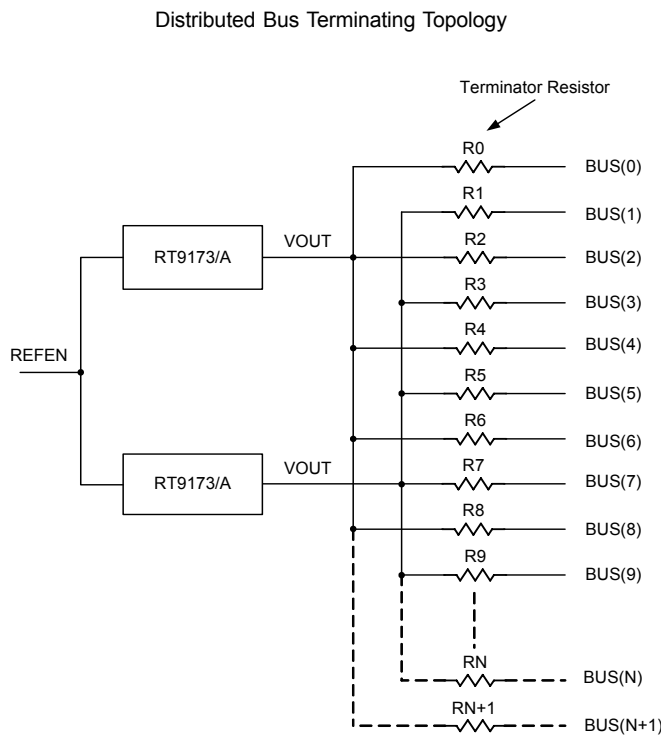 Distributed Bus Terminating Topology
Terminator Resistor
R0
BUS(0)
R1
BUS(1)
RT9173/A
VOUT
R2
BUS(2)
R3
BUS(3)
R4
BUS(4)
REFEN
R5
BUS(5)
R6
BUS(6)
RT9173/A
VOUT
R7
BUS(7)
R8
BUS(8)
R9
BUS(9)
RN
BUS(N)
RN+1
BUS(N+1)